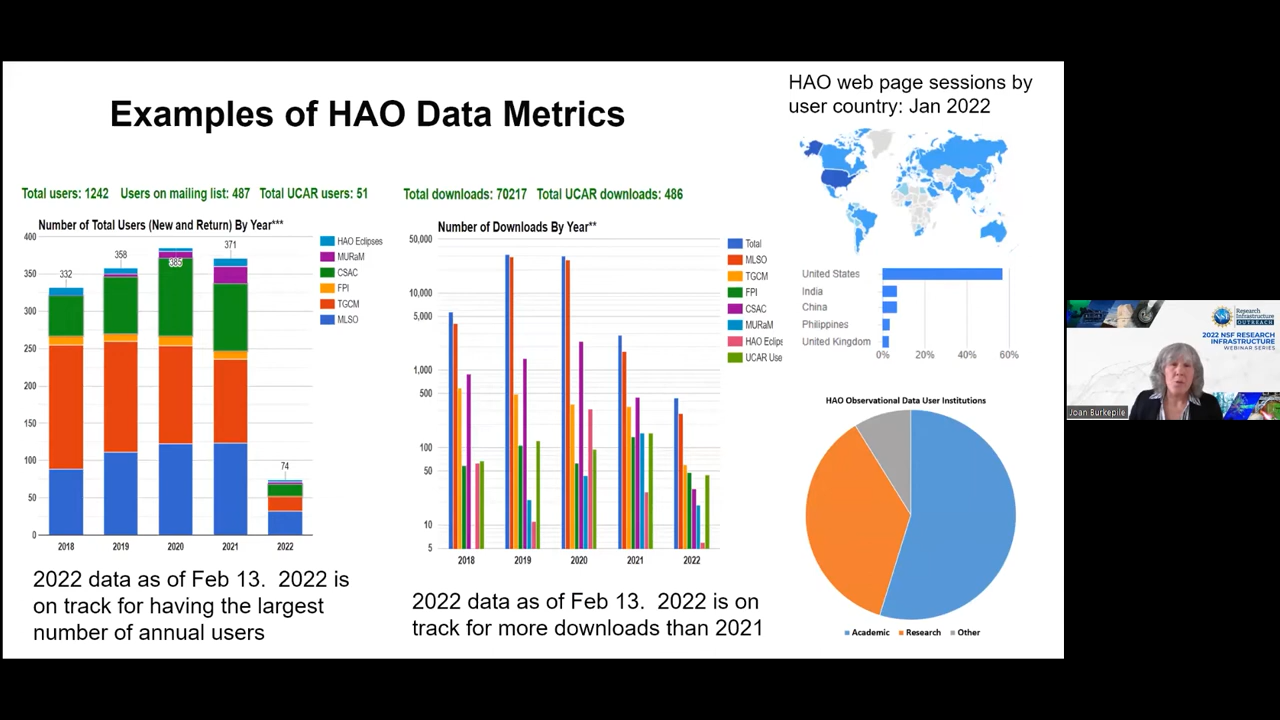 Examples of HAO Data Metrics
HAO web page sessions by
user country: Jan 2022
Total users: 1242 Users on mailing list: 487 Total UCAR users: 51
Number of Total Users (New and Return) By Year***
400
350
300
250
200
150
100
50
0
332
358
385
371
74
2018
2019
2020
2021
2022
HAO Eclipses
MURaM
CSAC
FPI
TGCM
MLSO
2022 data as of Feb 13. 2022 is
on track for having the largest
number of annual users
Total downloads: 70217 Total UCAR downloads: 486
Number of Downloads By Year**
50,000
10,000
5,000
1,000
500
100
50
10
5
2018
2019
2020
2021
2022
Total
MLSO
TGCM
FPI
CSAC
MURaM
HAO Eclips
UCAR Use
2022 data as of Feb 13. 2022 is on
track for more downloads than 2021
United States
India
China
Philippines
United Kingdom
0% 20% 40% 60%
HAO Observational Data User Institutions
Academic Research Other
Research
Infrastructure
OUTREACH
2022 NSF RESEARCH
INFRASTRUCTURE
WEBINAR SERIES
Joan Burkepile